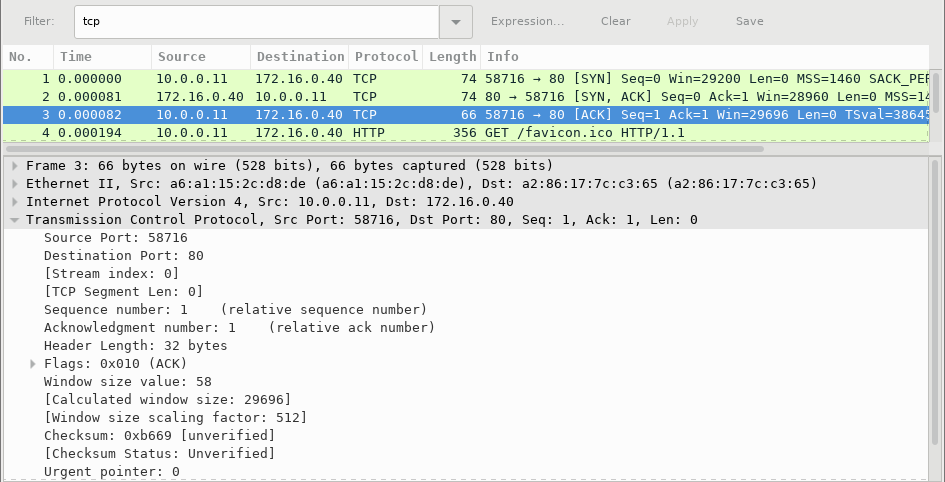 Filter: tcp Expression... Clear Apply Save
No. Time Source Destination Protocol Length Info
1 0.000000 10.0.0.11 172.16.0.40 TCP 74 58716 → 80 [SYN] Seq=0 Win=29200 Len=0 MSS=1460 SACK_PER
2 0.000081 172.16.0.40 10.0.0.11 TCP 74 80 → 58716 [SYN, ACK] Seq=0 Ack=1 Win=28960 Len=0 MSS=14
3 0.000082 10.0.0.11 172.16.0.40 TCP 66 58716 → 80 [ACK] Seq=1 Ack=1 Win=29696 Len=0 TSval=38645
4 0.000194 10.0.0.11 172.16.0.40 HTTP 356 GET /favicon.ico HTTP/1.1
Frame 3: 66 bytes on wire (528 bits), 66 bytes captured (528 bits)
Ethernet II, Src: a6:a1:15:2c:d8:de (a6:a1:15:2c:d8:de), Dst: a2:86:17:7c:c3:65 (a2:86:17:7c:c3:65)
Internet Protocol Version 4, Src: 10.0.0.11, Dst: 172.16.0.40
Transmission Control Protocol, Src Port: 58716, Dst Port: 80, Seq: 1, Ack: 1, Len: 0
Source Port: 58716
Destination Port: 80
[Stream index: 0]
[TCP Segment Len: 0]
Sequence number: 1 (relative sequence number)
Acknowledgment number: 1 (relative ack number)
Header Length: 32 bytes
Flags: 0x010 (ACK)
Window size value: 58
[Calculated window size: 29696]
[Window size scaling factor: 512]
Checksum: 0xb669 [unverified]
[Checksum Status: Unverified]
Urgent pointer: 0